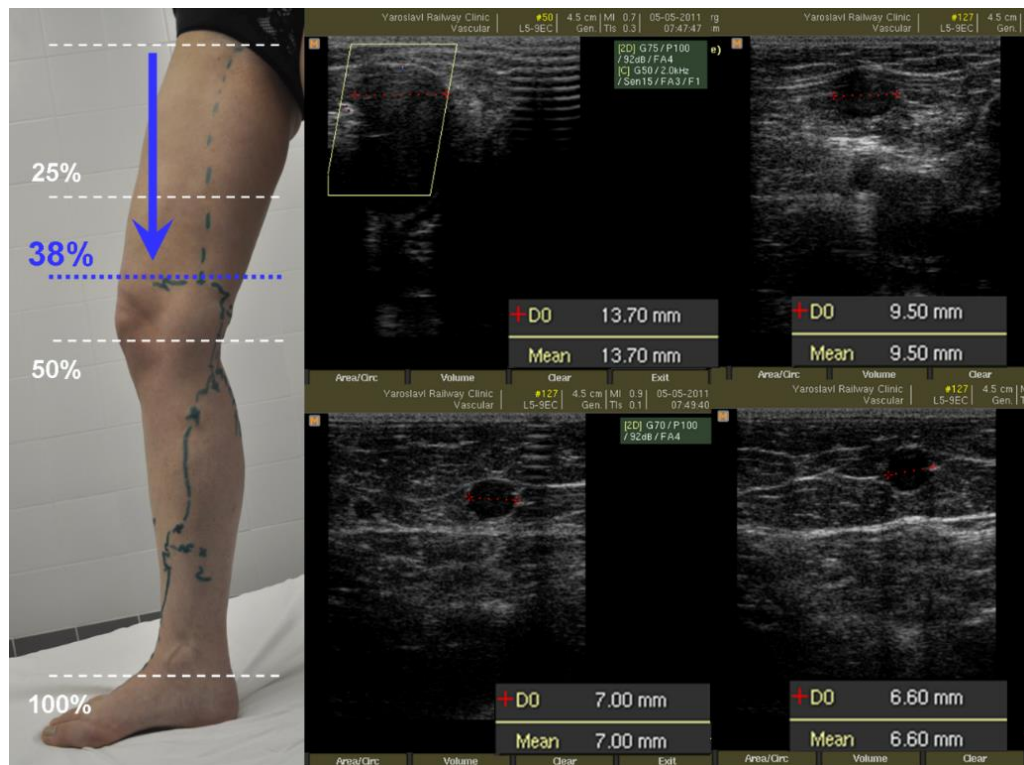 25%
38%
50%
100%
Yaroslavl Railway Clinic #50 4.5 cm MI 0.7 05-05-2011 rg
Vascular L5-9EC Gen. TIs 0.3 07:47:47 m
[2D] G75/P100
/92dB/FA4
[C] G50/2.0kHz
/Sen15/FA3/F1
e)
D0 13.70 mm
Mean 13.70 mm
Area/Circ Volume Clear Exit
Yaroslavl Railway Clinic #127 4.5 cm
Vascular L5-9EC Gen.
D0 9.50 mm
Mean 9.50 mm
Area/Circ Volume Clear
Yaroslavl Railway Clinic #127 4.5 cm MI 0.9 05-05-2011
Vascular L5-9EC Gen. TIs 0.1 07:49:40
[2D] G70/P100
/92dB/FA4
D0 7.00 mm
Mean 7.00 mm
Area/Circ Volume Clear Exit
Yaroslavl Railway Clinic #127 4.5 cm
Vascular L5-9EC Gen.
D0 6.60 mm
Mean 6.60 mm
Area/Circ Volume Clear